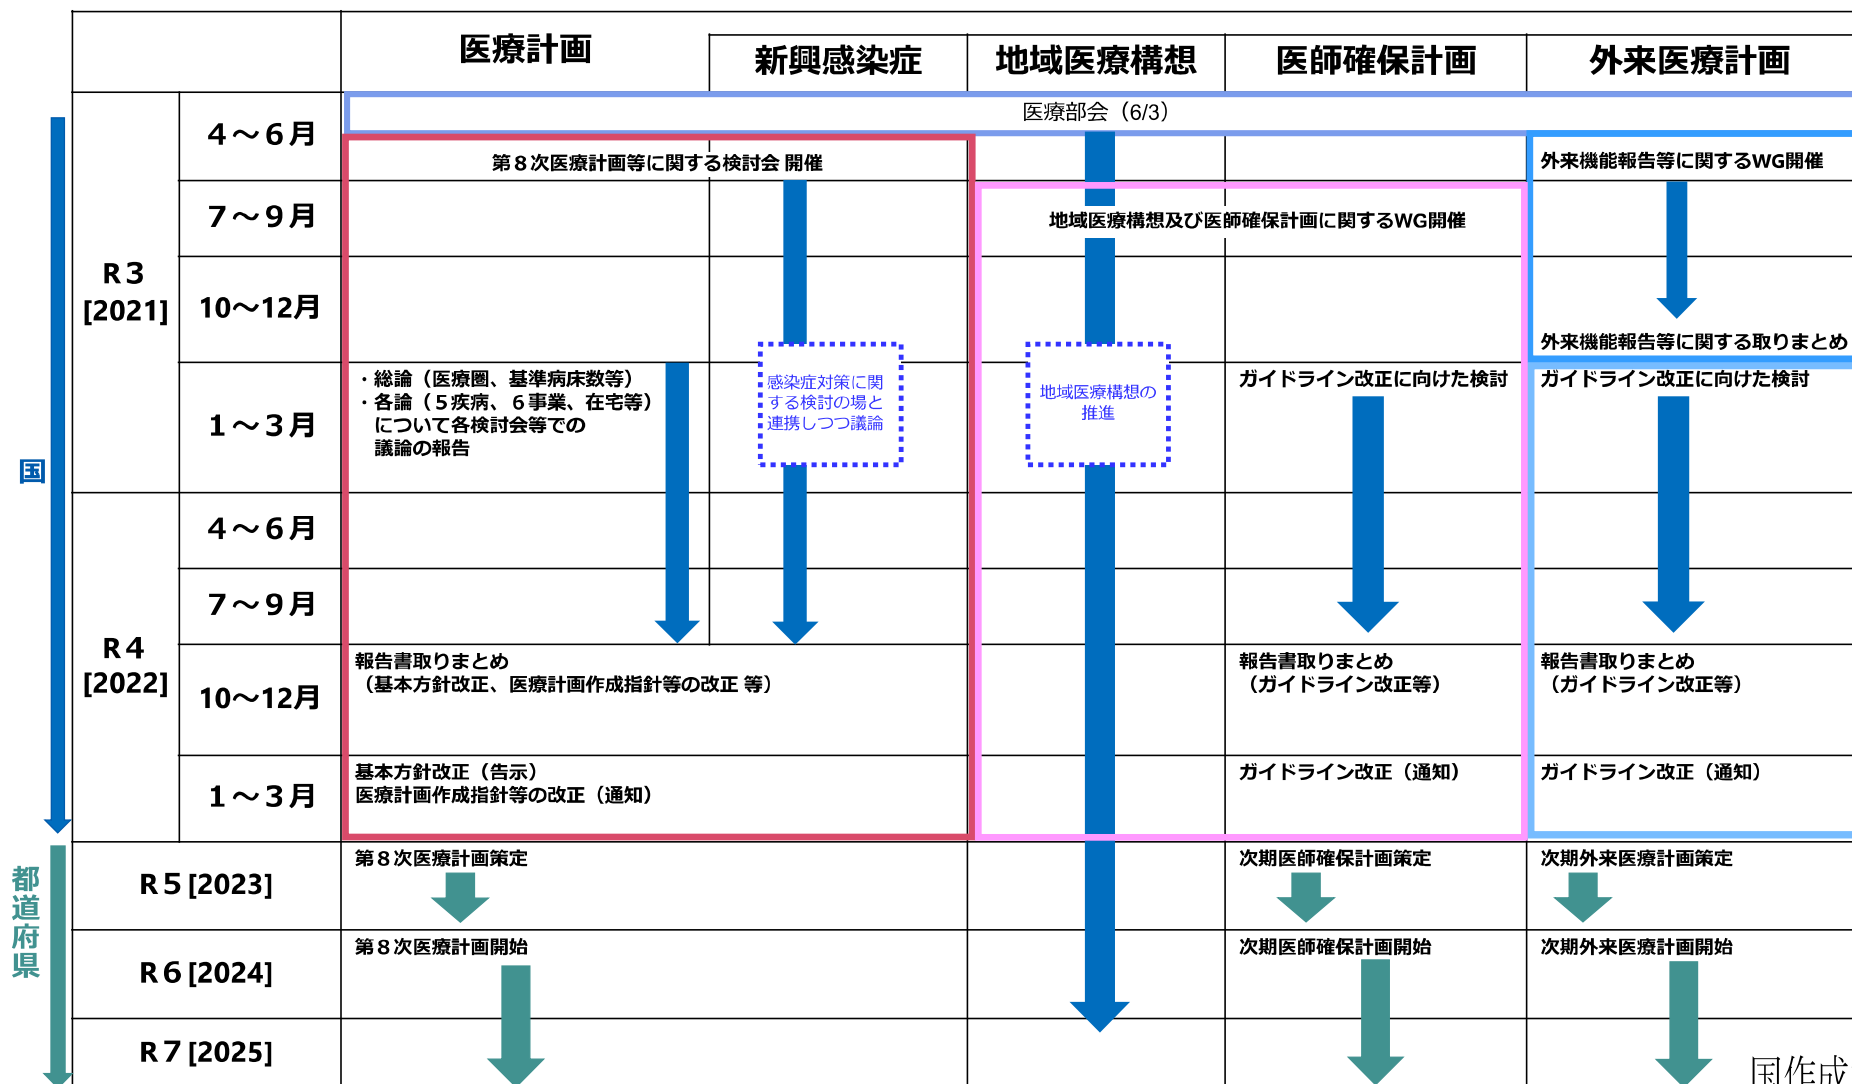 医療計画
新興感染症
地域医療構想
医師確保計画
外来医療計画
国
都道府県
R3
[2021]
4～6月
医療部会（6/3）
第８次医療計画等に関する検討会 開催
外来機能報告等に関するWG開催
7～9月
地域医療構想及び医師確保計画に関するWG開催
10～12月
外来機能報告等に関する取りまとめ
1～3月
・総論（医療圏、基準病床数等）
・各論（５疾病、６事業、在宅等）
について各検討会等での
議論の報告
感染症対策に関
する検討の場と
連携しつつ議論
地域医療構想の
推進
ガイドライン改正に向けた検討
ガイドライン改正に向けた検討
R4
[2022]
4～6月
7～9月
10～12月
報告書取りまとめ
（基本方針改正、医療計画作成指針等の改正 等）
報告書取りまとめ
（ガイドライン改正等）
報告書取りまとめ
（ガイドライン改正等）
1～3月
基本方針改正（告示）
医療計画作成指針等の改正（通知）
ガイドライン改正（通知）
ガイドライン改正（通知）
R5 [2023]
第８次医療計画策定
次期医師確保計画策定
次期外来医療計画策定
R6 [2024]
第８次医療計画開始
次期医師確保計画開始
次期外来医療計画開始
R7 [2025]
国作成